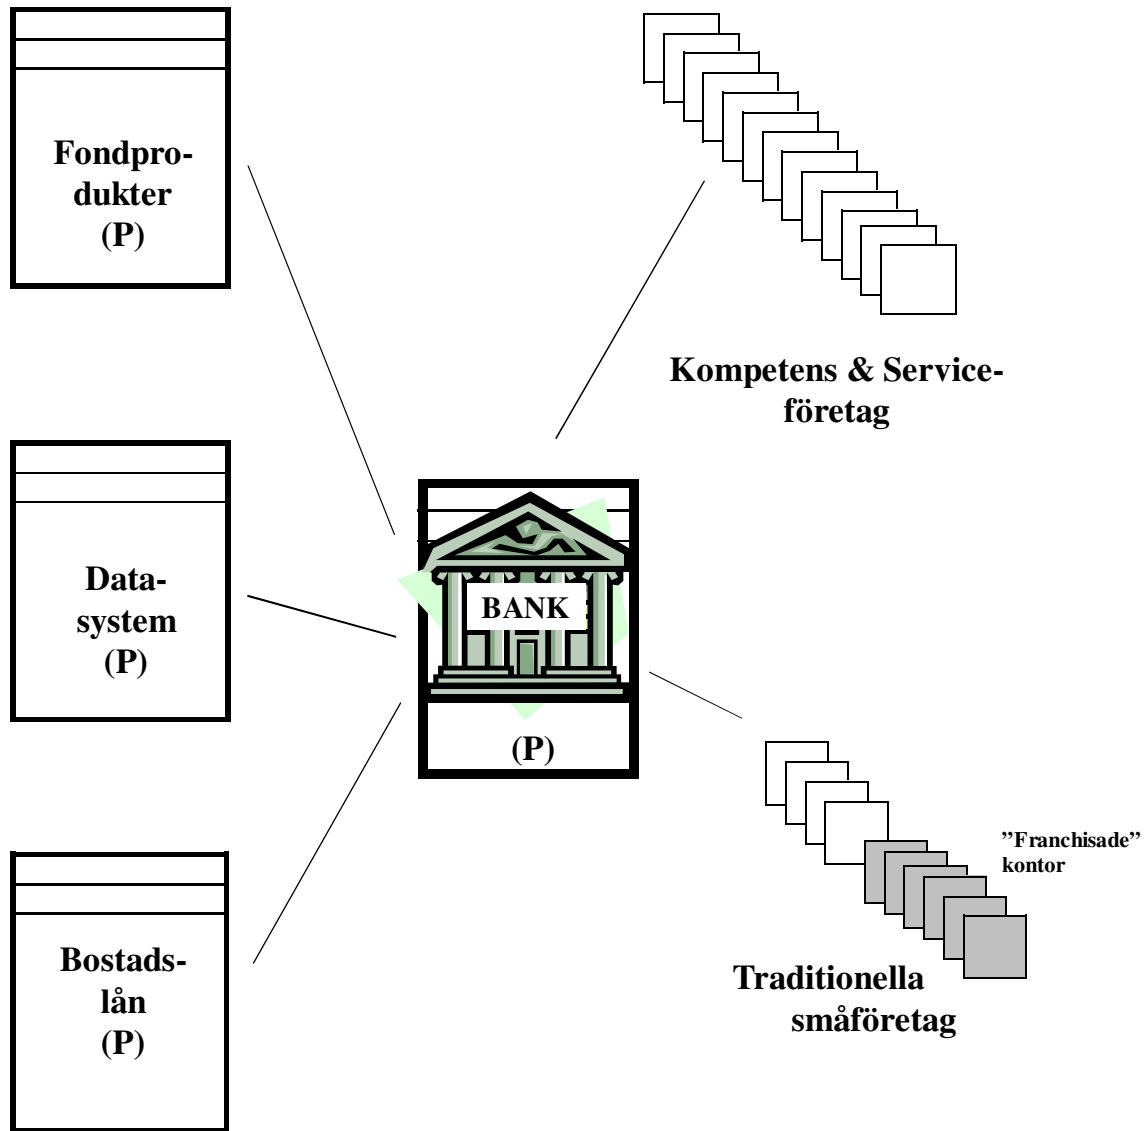 Fondpro-
dukter
(P)
Kompetens & Service-
företag
Data-
system
(P)
BANK
(P)
”Franchisade”
kontor
Bostads-
lån
(P)
Traditionella
småföretag